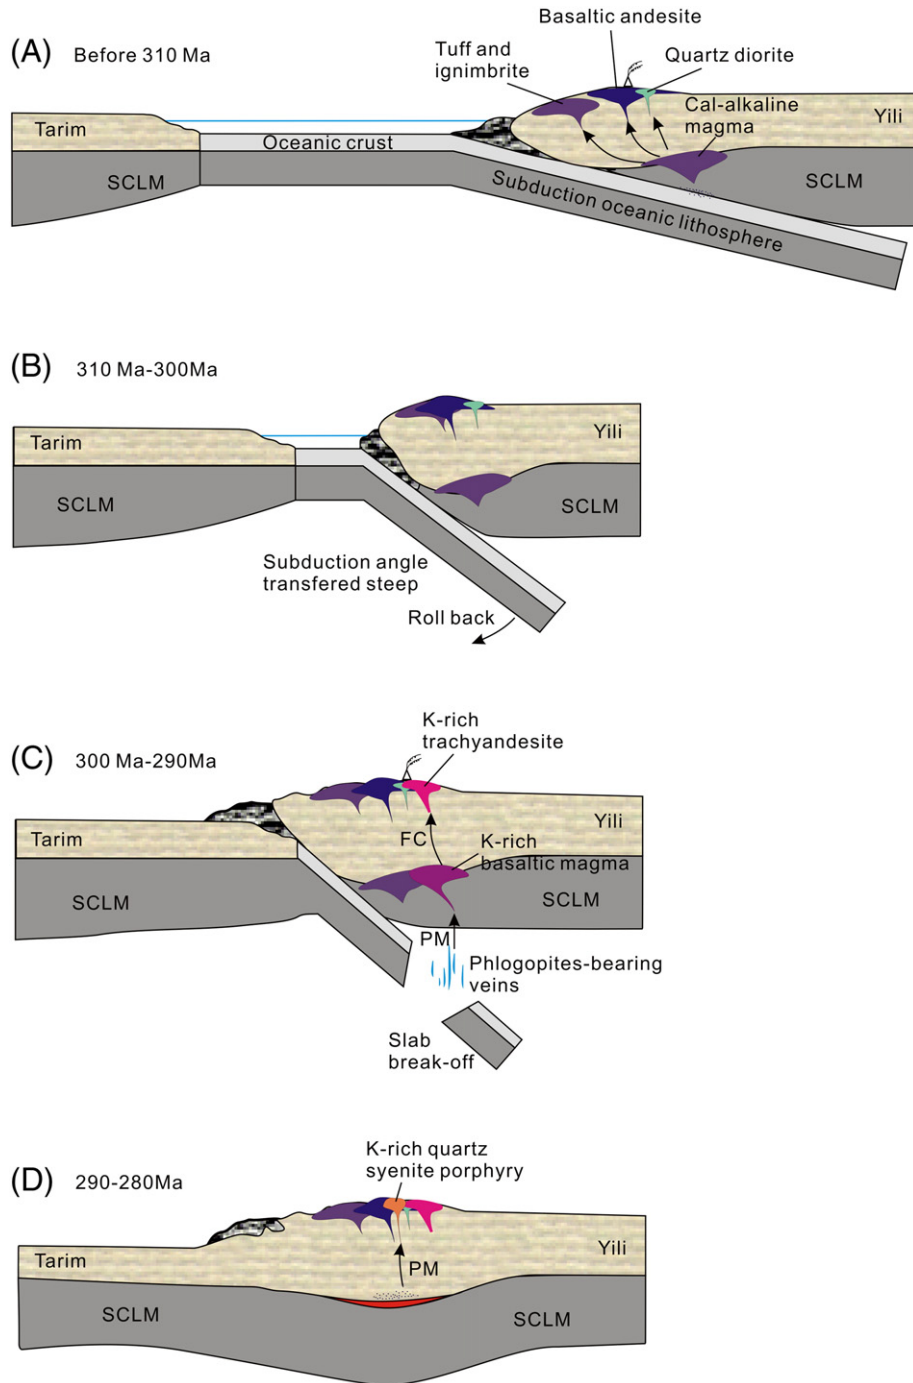 (A) Before 310 Ma
Basaltic andesite
Tuff and
ignimbrite
Quartz diorite
Cal-alkaline
magma
Tarim
Yili
Oceanic crust
SCLM
SCLM
Subduction oceanic lithosphere
(B) 310 Ma-300Ma
Tarim
Yili
SCLM
SCLM
Subduction angle
transfered steep
Roll back
(C) 300 Ma-290Ma
K-rich
trachyandesite
Tarim
Yili
FC
K-rich
basaltic magma
SCLM
SCLM
PM
Phlogopites-bearing
veins
Slab
break-off
(D) 290-280Ma
K-rich quartz
syenite porphyry
Tarim
Yili
PM
SCLM
SCLM